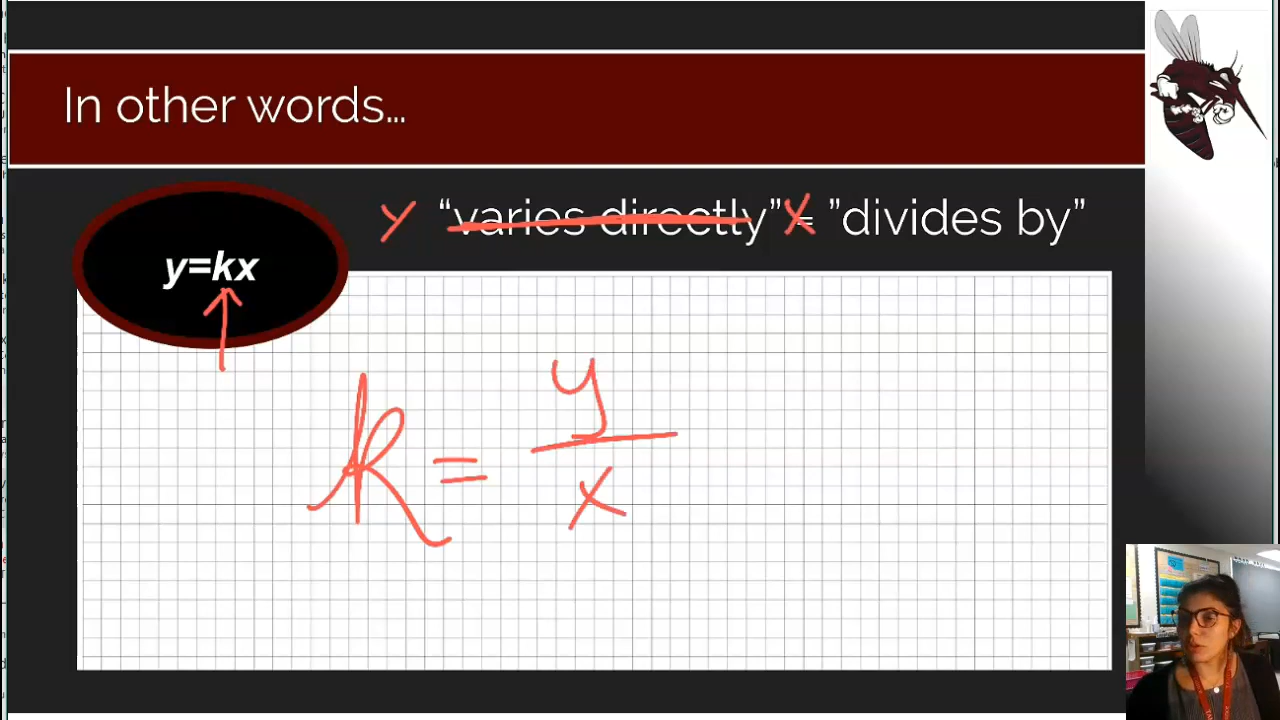 In other words...
y "varies directly" x = "divides by"
y=kx
k = y
x